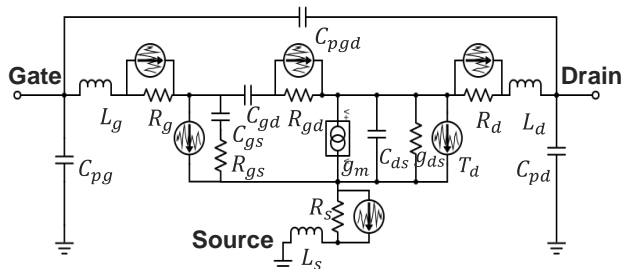 C_pgd
Gate
Drain
L_g
R_g
C_gd
R_gd
R_d
L_d
C_gs
R_gs
g_m
C_ds
g_ds
T_d
C_pg
C_pd
R_s
Source
L_s